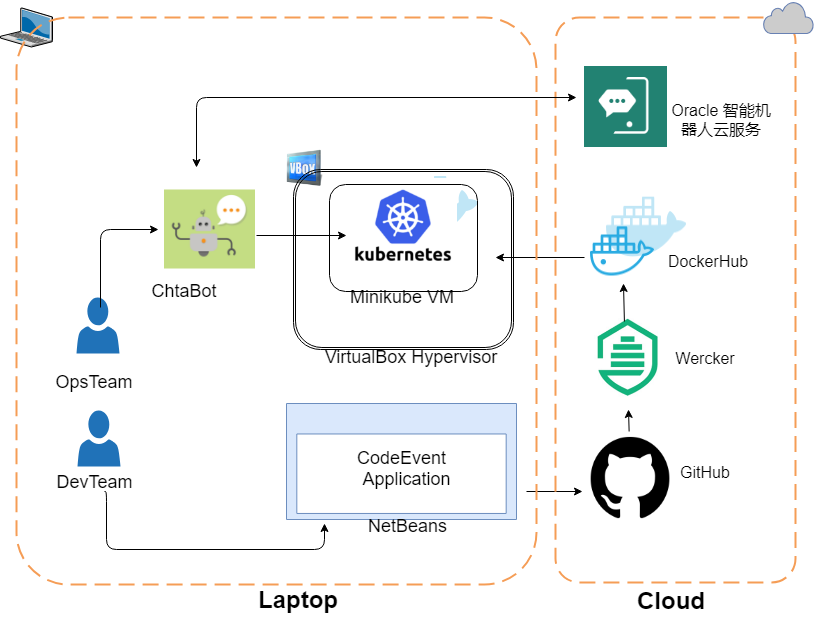 Oracle 智能机
器人云服务
VBox
kubernetes
ChtaBot
Minikube VM
DockerHub
VirtualBox Hypervisor
Wercker
OpsTeam
CodeEvent
Application
GitHub
DevTeam
NetBeans
Laptop
Cloud